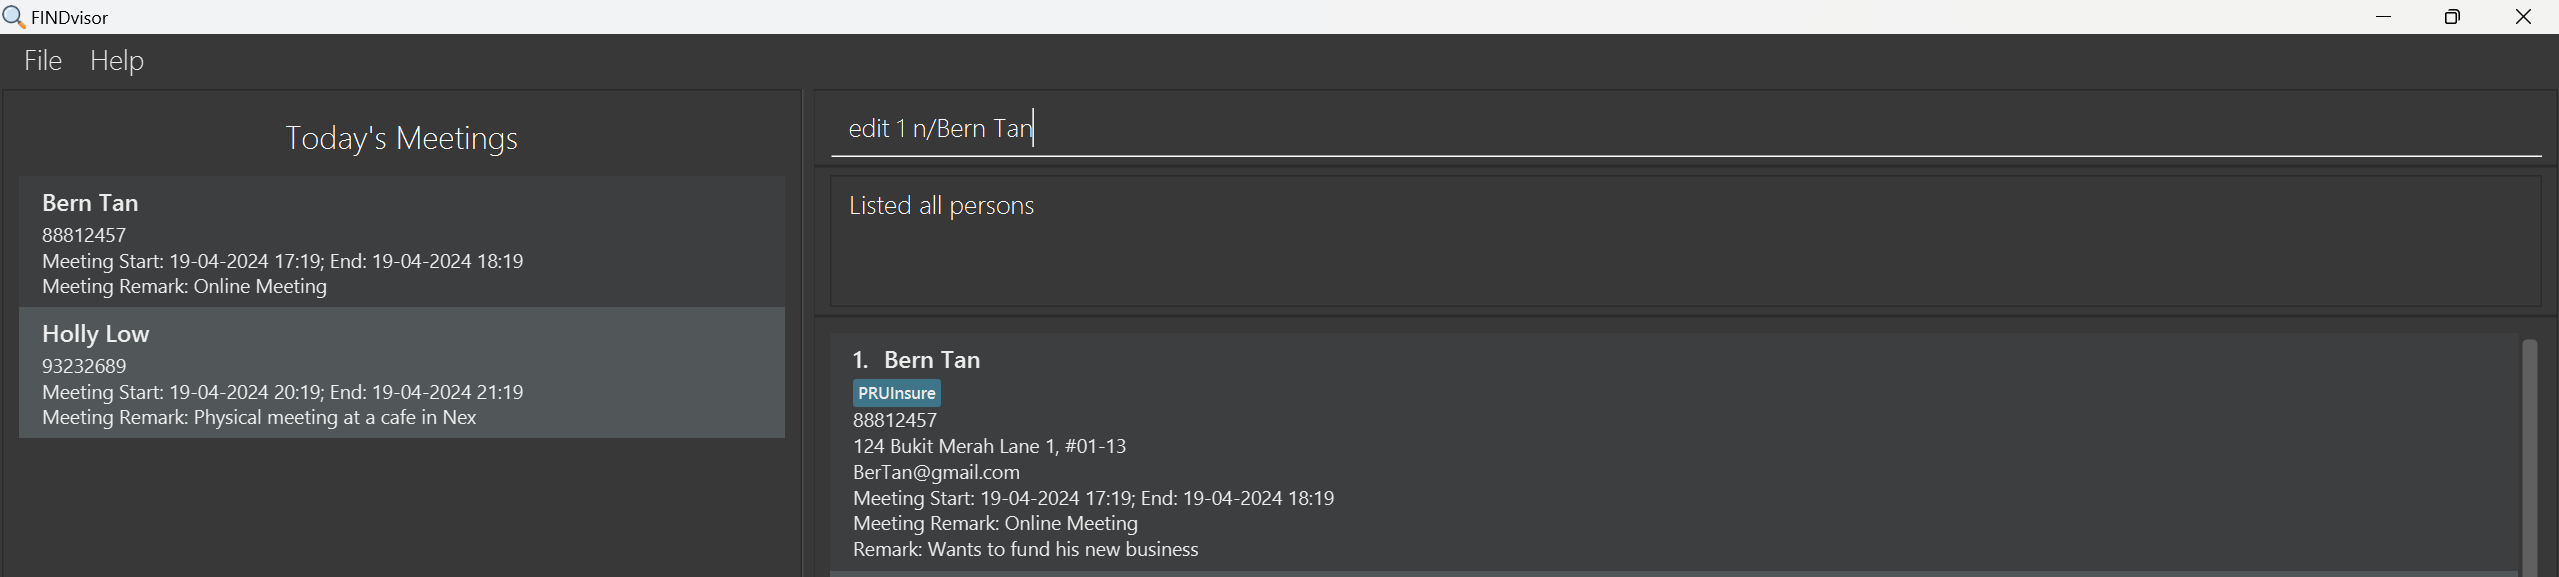 FINDvisor
File Help
Today's Meetings
Bern Tan
88812457
Meeting Start: 19-04-2024 17:19; End: 19-04-2024 18:19
Meeting Remark: Online Meeting
Holly Low
93232689
Meeting Start: 19-04-2024 20:19; End: 19-04-2024 21:19
Meeting Remark: Physical meeting at a cafe in Nex
edit 1 n/Bern Tan
Listed all persons
1. Bern Tan
PRUInsure
88812457
124 Bukit Merah Lane 1, #01-13
BerTan@gmail.com
Meeting Start: 19-04-2024 17:19; End: 19-04-2024 18:19
Meeting Remark: Online Meeting
Remark: Wants to fund his new business